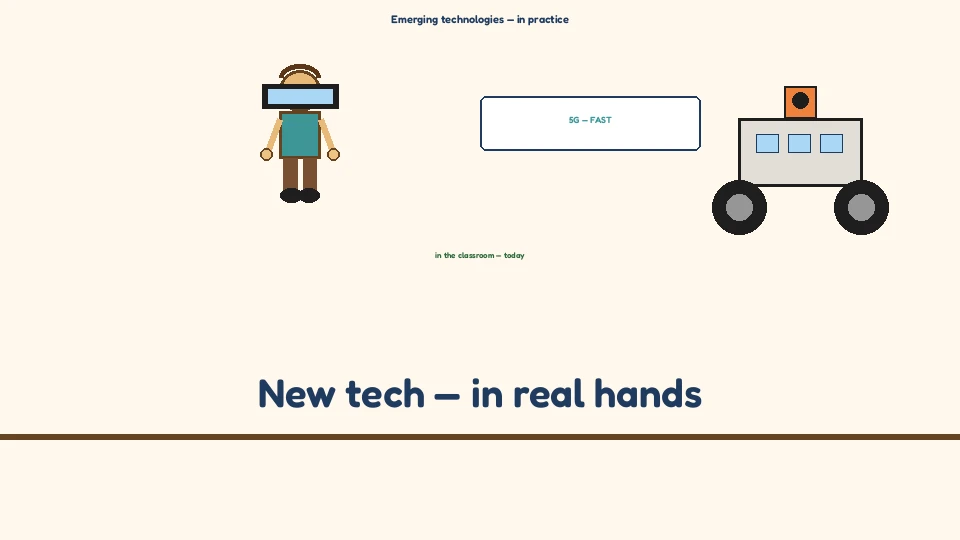 Emerging technologies — in practice
5G — FAST
in the classroom — today
New tech — in real hands